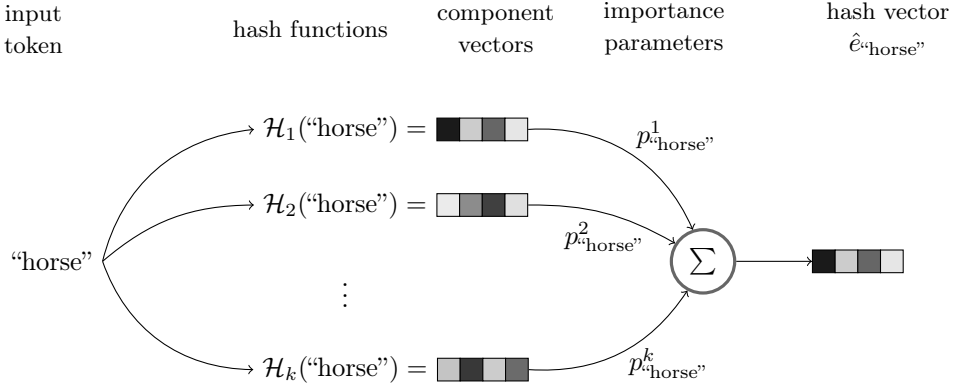 input
token
hash functions
component
vectors
importance
parameters
hash vector
ê“horse”
“horse”
H₁(“horse”) =
p¹“horse”
H₂(“horse”) =
p²“horse”
∑
⋮
Hₖ(“horse”) =
pᵏ“horse”